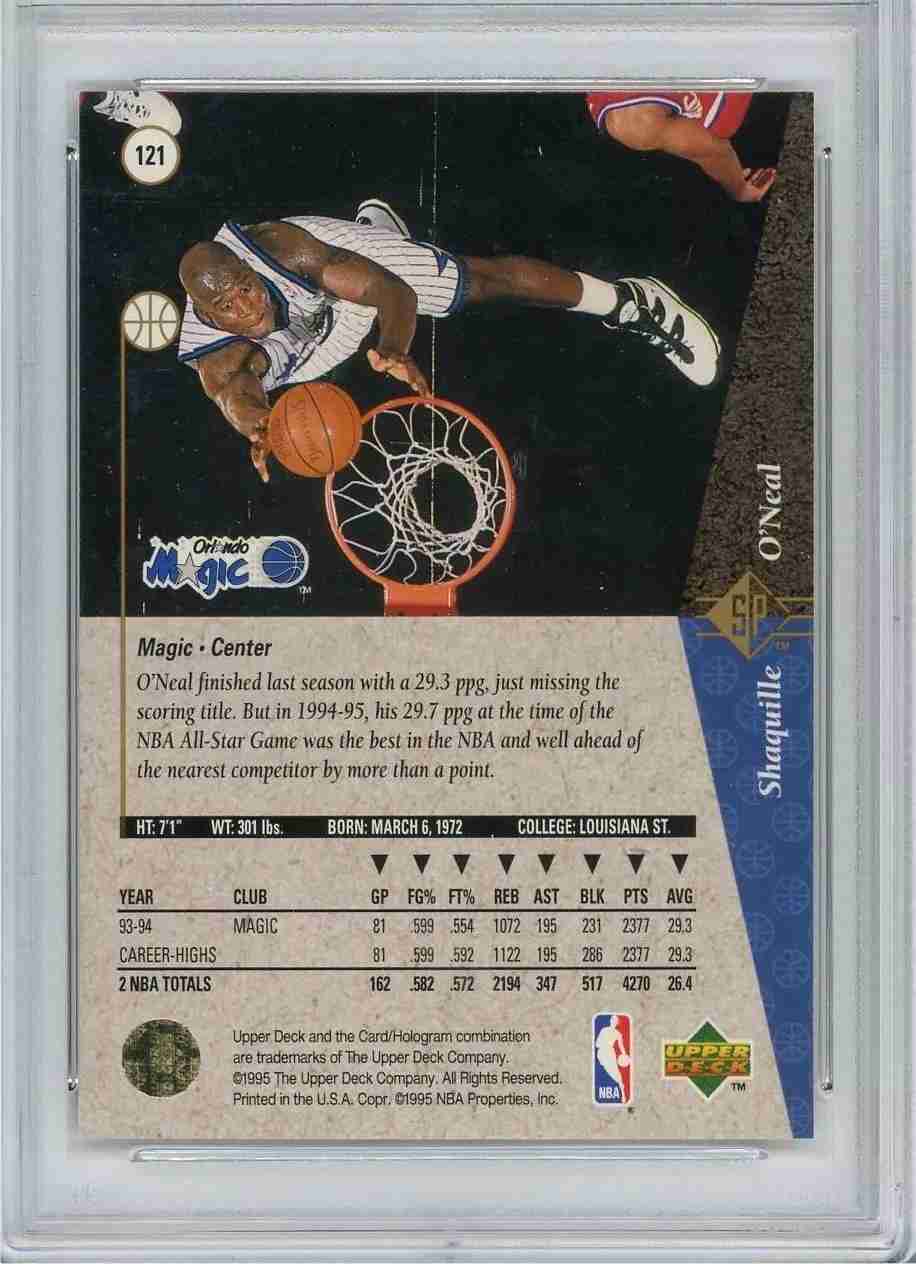 121
Orlando
Magic
TM
O'Neal
SP
TM
Shaquille
Magic • Center
O'Neal finished last season with a 29.3 ppg, just missing the
scoring title. But in 1994-95, his 29.7 ppg at the time of the
NBA All-Star Game was the best in the NBA and well ahead of
the nearest competitor by more than a point.
HT: 7'1" WT: 301 lbs. BORN: MARCH 6, 1972 COLLEGE: LOUISIANA ST.
YEAR CLUB GP FG% FT% REB AST BLK PTS AVG
93-94 MAGIC 81 .599 .554 1072 195 231 2377 29.3
CAREER-HIGHS 81 .599 .592 1122 195 286 2377 29.3
2 NBA TOTALS 162 .582 .572 2194 347 517 4270 26.4
Upper Deck and the Card/Hologram combination
are trademarks of The Upper Deck Company.
©1995 The Upper Deck Company. All Rights Reserved.
Printed in the U.S.A. Copr. ©1995 NBA Properties, Inc.
NBA
®
UPPER
DECK
TM